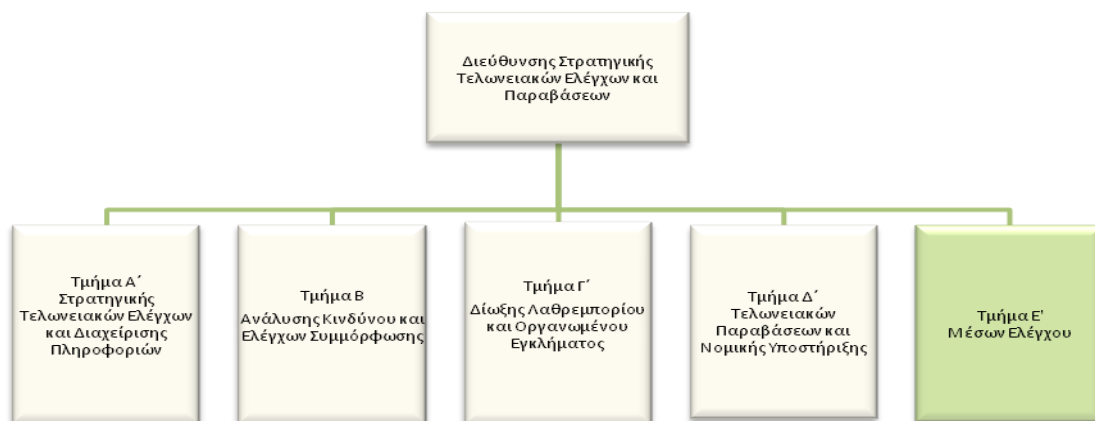 Διεύθυνσης Στρατηγικής
Τελωνειακών Ελέγχων και
Παραβάσεων
Τμήμα Α΄
Στρατηγικής
Τελωνειακών Ελέγχων
και Διαχείρισης
Πληροφοριών
Τμήμα Β
Ανάλυσης Κινδύνου και
Ελέγχων Συμμόρφωσης
Τμήμα Γ΄
Δίωξης Λαθρεμπορίου
και Οργανωμένου
Εγκλήματος
Τμήμα Δ΄
Τελωνειακών
Παραβάσεων και
Νομικής Υποστήριξης
Τμήμα Ε'
Μέσων Ελέγχου